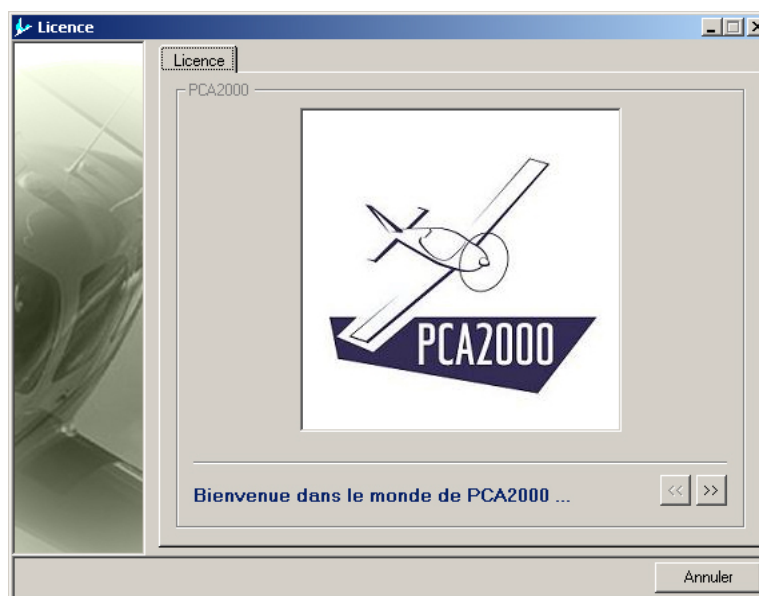 Licence
Licence
PCA2000
PCA2000
Bienvenue dans le monde de PCA2000 ...
<< >>
Annuler